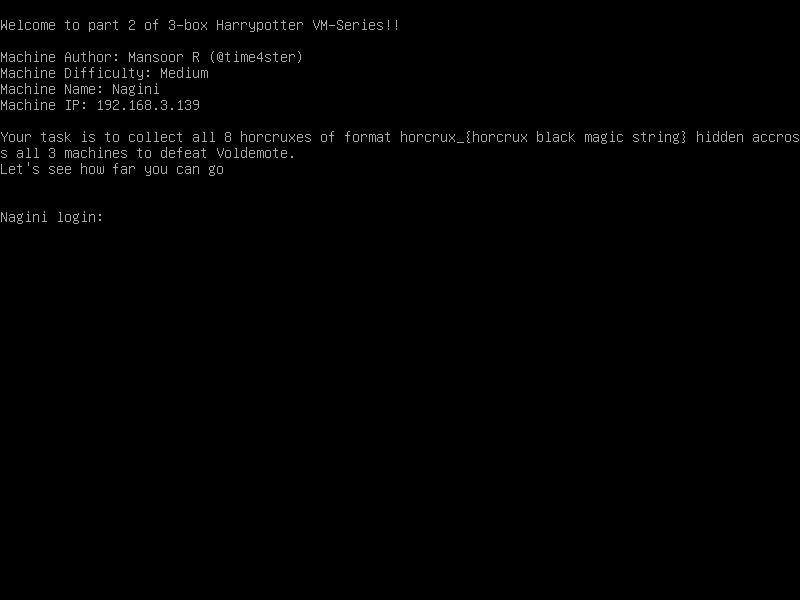 Welcome to part 2 of 3-box Harrypotter VM-Series!!
Machine Author: Mansoor R (@time4ster)
Machine Difficulty: Medium
Machine Name: Nagini
Machine IP: 192.168.3.139
Your task is to collect all 8 horcruxes of format horcrux_{horcrux black magic string} hidden accros
s all 3 machines to defeat Voldemote.
Let's see how far you can go
Nagini login: